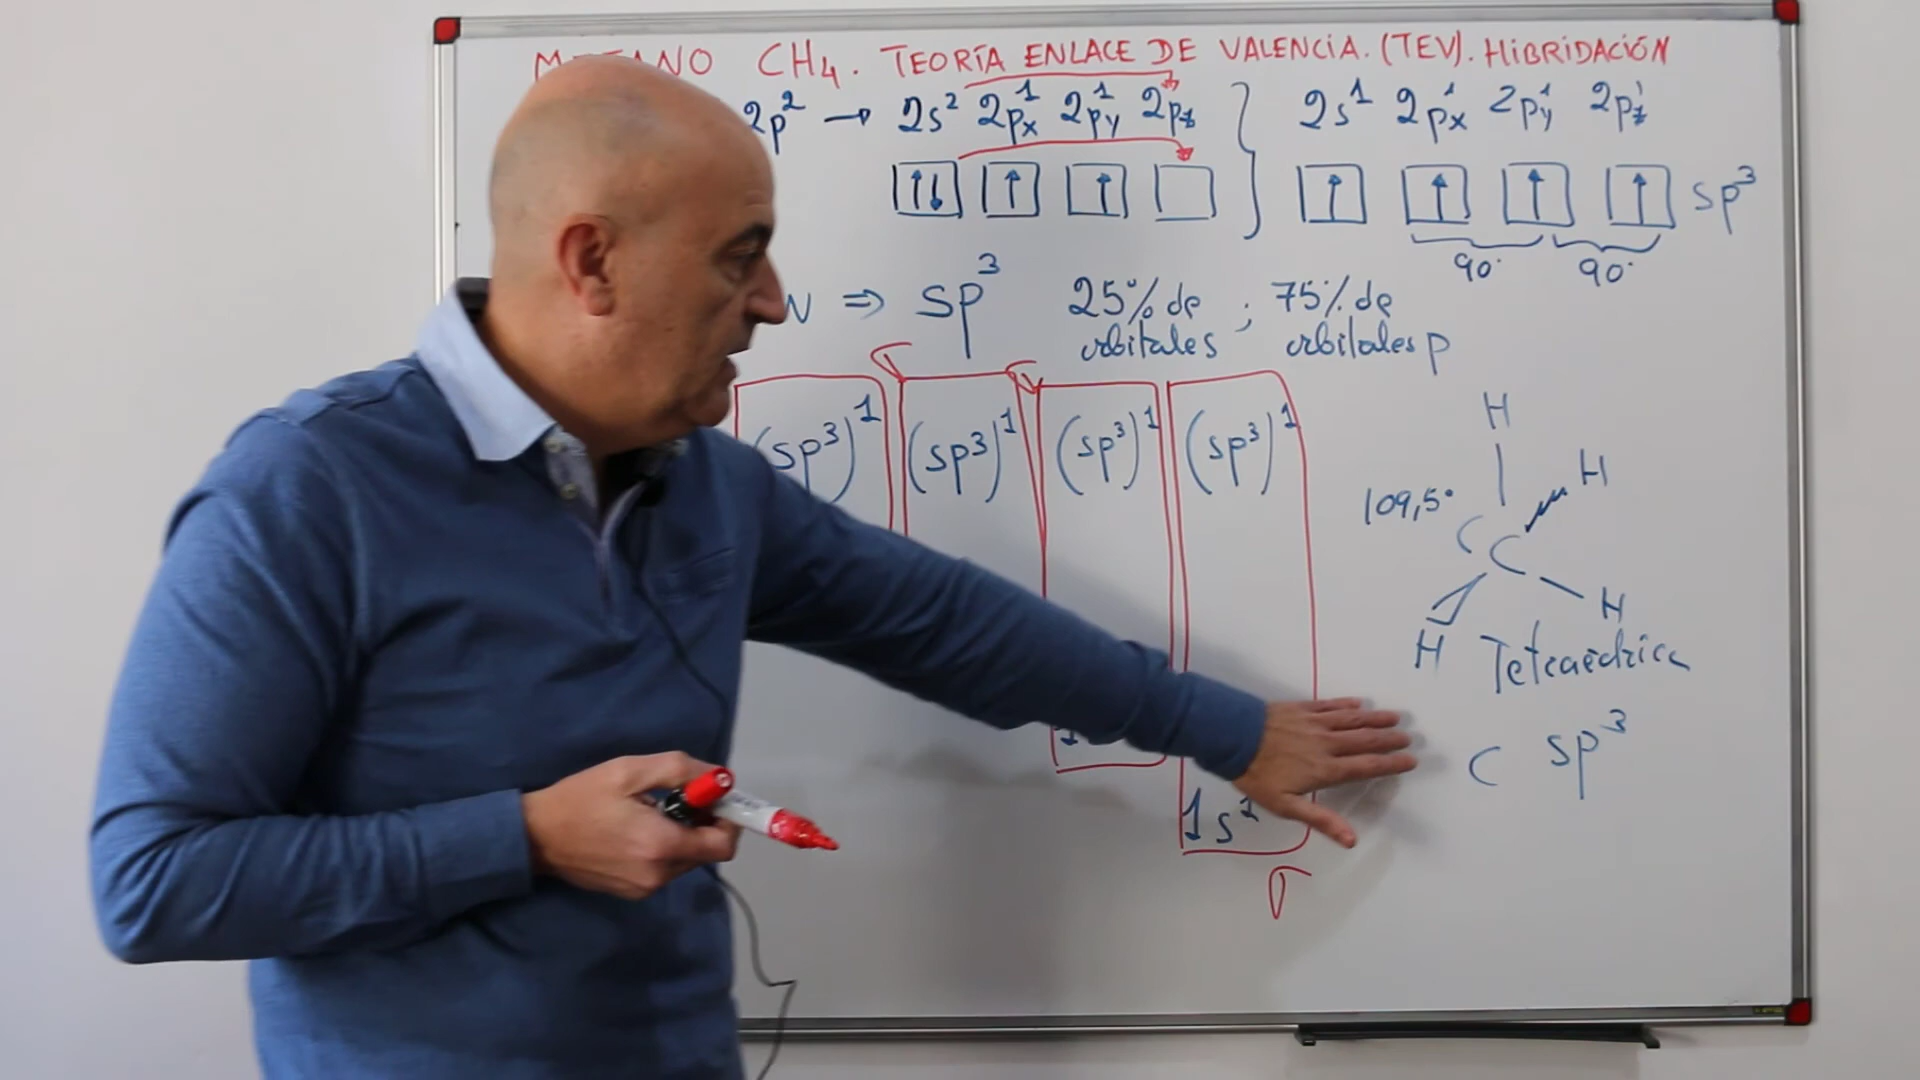 CH4. TEORÍA ENLACE DE VALENCIA. (TEV). HIBRIDACIÓN
2p² → 2s² 2px¹ 2py¹ 2pz } 2s¹ 2px¹ 2py¹ 2pz¹
↑↓ ↑ ↑ ↑ ↑ ↑ ↑ sp³
90° 90°
⇒ sp³ 25% de ; 75% de
orbitales orbitales p
(sp³)¹ (sp³)¹ (sp³)¹ (sp³)¹
H
H
109,5°
C
H
H
Tetraédrica
C sp³
1s¹
σ